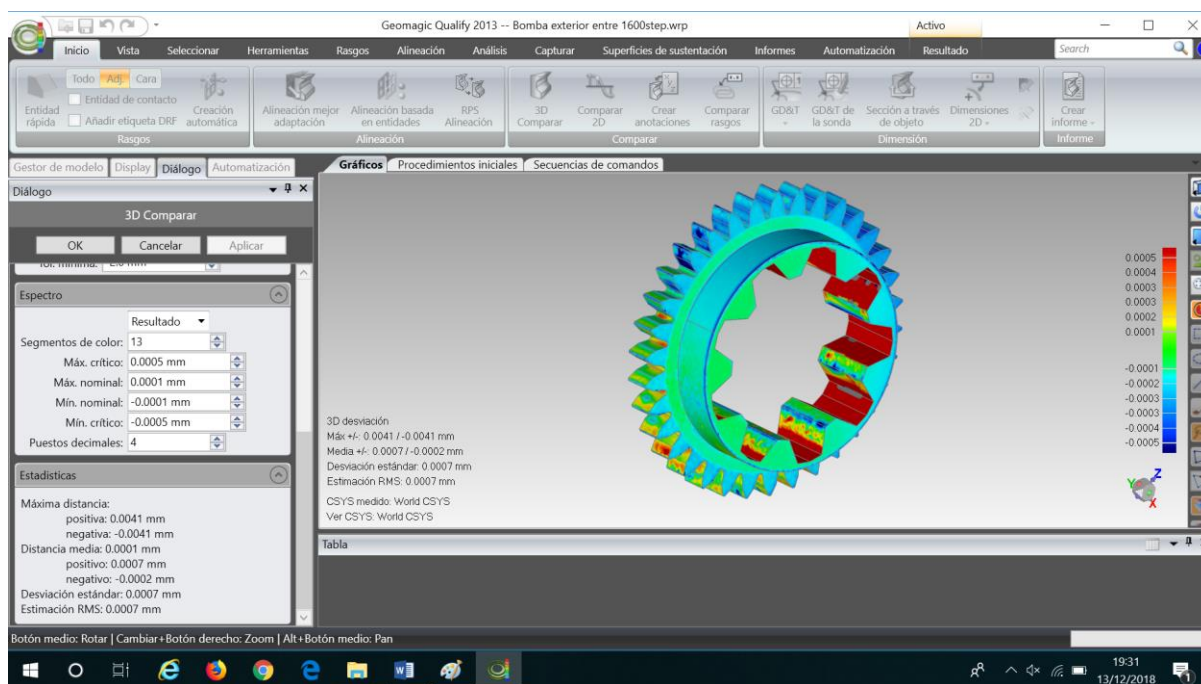 Geomagic Qualify 2013 -- Bomba exterior entre 1600step.wrp
Activo
Inicio Vista Seleccionar Herramientas Rasgos Alineación Análisis Capturar Superficies de sustentación Informes Automatización Resultado
Search
Todo Adj. Cara
Entidad de contacto
Añadir etiqueta DRF
Entidad rápida
Creación automática
Rasgos
Alineación mejor adaptación
Alineación basada en entidades
RPS Alineación
Alineación
3D Comparar
Comparar 2D
Crear anotaciones
Comparar rasgos
Comparar
GD&T
GD&T de la sonda
Sección a través de objeto
Dimensiones 2D
Dimensión
Crear informe
Informe
Gestor de modelo Display Diálogo Automatización
Gráficos Procedimientos iniciales Secuencias de comandos
Diálogo
3D Comparar
OK Cancelar Aplicar
Espectro
Resultado
Segmentos de color: 13
Máx. crítico: 0.0005 mm
Máx. nominal: 0.0001 mm
Mín. nominal: -0.0001 mm
Mín. crítico: -0.0005 mm
Puestos decimales: 4
Estadisticas
Máxima distancia:
positiva: 0.0041 mm
negativa: -0.0041 mm
Distancia media: 0.0001 mm
positivo: 0.0007 mm
negativo: -0.0002 mm
Desviación estándar: 0.0007 mm
Estimación RMS: 0.0007 mm
3D desviación
Máx +/-: 0.0041 / -0.0041 mm
Media +/-: 0.0007 / -0.0002 mm
Desviación estándar: 0.0007 mm
Estimación RMS: 0.0007 mm
CSYS medido: World CSYS
Ver CSYS: World CSYS
0.0005
0.0004
0.0003
0.0003
0.0002
0.0001
-0.0001
-0.0002
-0.0003
-0.0003
-0.0004
-0.0005
Z
Y
X
Tabla
Botón medio: Rotar | Cambiar+Botón derecho: Zoom | Alt+Botón medio: Pan
19:31
13/12/2018